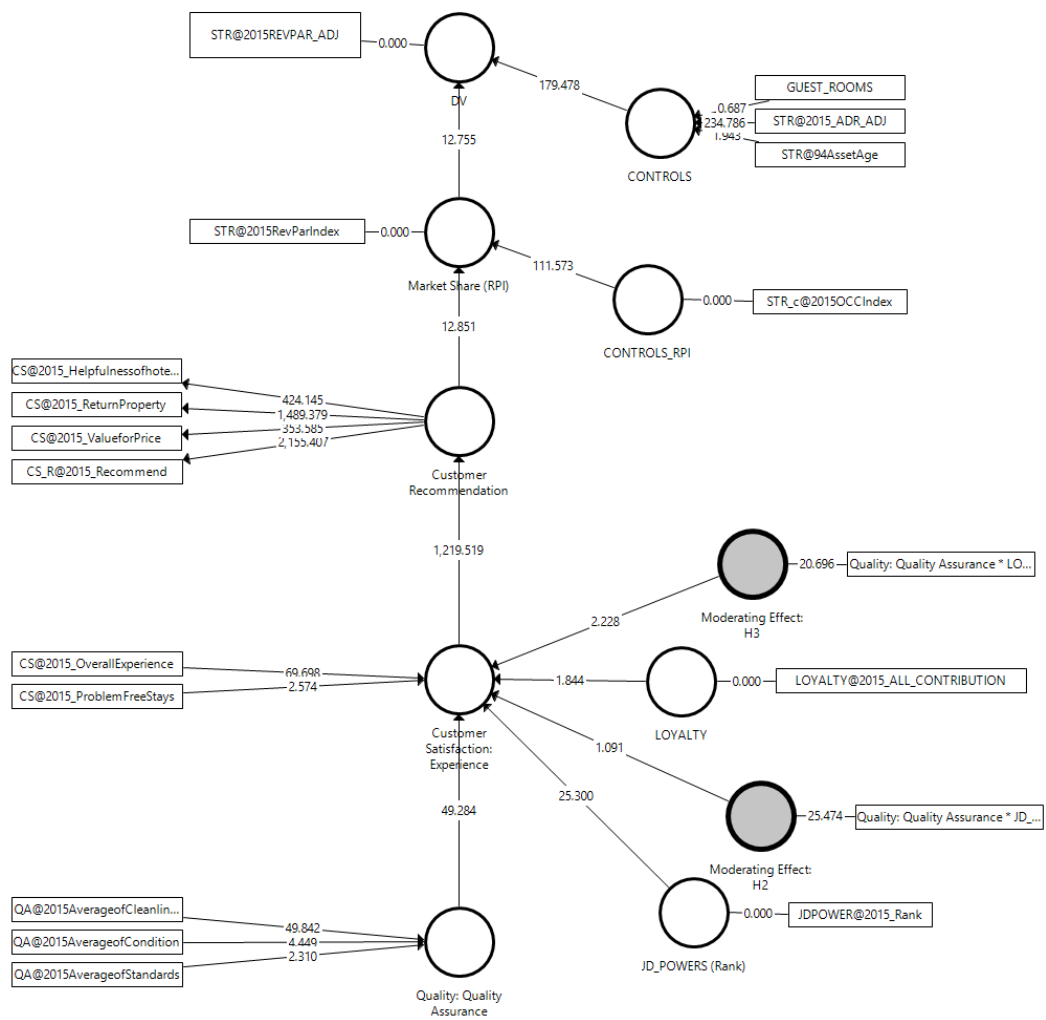 STR@2015REVPAR_ADJ
0.000
DV
179.478
GUEST_ROOMS
0.687
234.786
STR@2015_ADR_ADJ
1.943
STR@94AssetAge
CONTROLS
12.755
STR@2015RevParIndex
0.000
Market Share (RPI)
111.573
0.000
STR_c@2015OCCIndex
CONTROLS_RPI
12.851
CS@2015_Helpfulnessofhote...
424.145
CS@2015_ReturnProperty
1,489.379
CS@2015_ValueforPrice
353.585
CS_R@2015_Recommend
2,155.407
Customer
Recommendation
1,219.519
20.696
Quality: Quality Assurance * LO...
Moderating Effect:
H3
2.228
CS@2015_OverallExperience
69.698
CS@2015_ProblemFreeStays
2.574
Customer
Satisfaction:
Experience
1.844
0.000
LOYALTY@2015_ALL_CONTRIBUTION
LOYALTY
1.091
25.300
25.474
Quality: Quality Assurance * JD_...
Moderating Effect:
H2
49.284
QA@2015AverageofCleanlin...
49.842
QA@2015AverageofCondition
4.449
QA@2015AverageofStandards
2.310
Quality: Quality
Assurance
0.000
JDPOWER@2015_Rank
JD_POWERS (Rank)